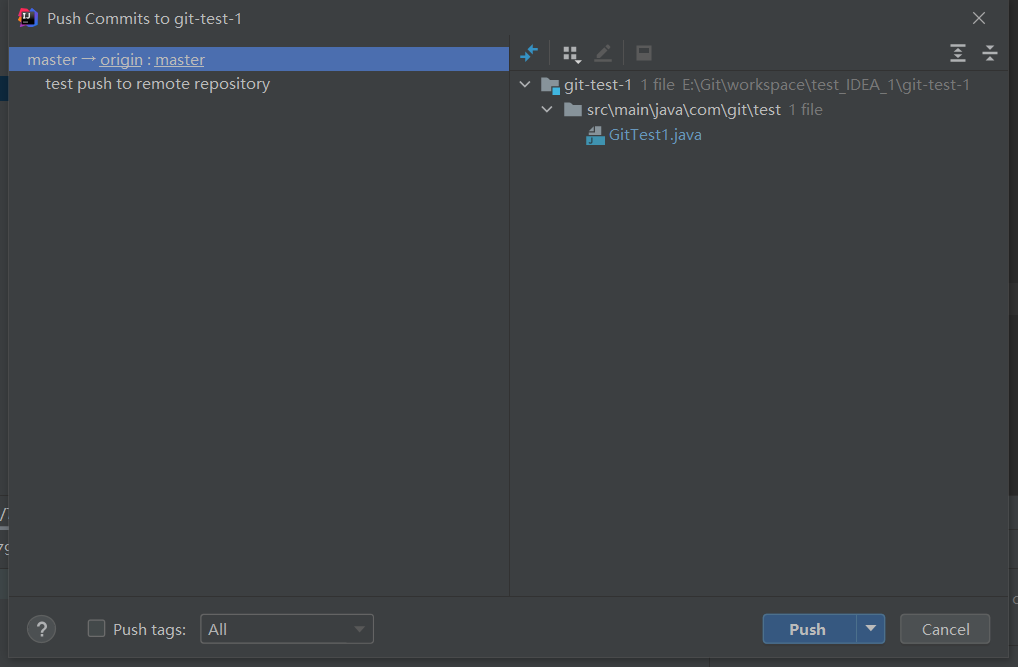 Push Commits to git-test-1
master → origin : master
test push to remote repository
git-test-1 1 file E:\Git\workspace\test_IDEA_1\git-test-1
src\main\java\com\git\test 1 file
GitTest1.java
? Push tags: All Push Cancel